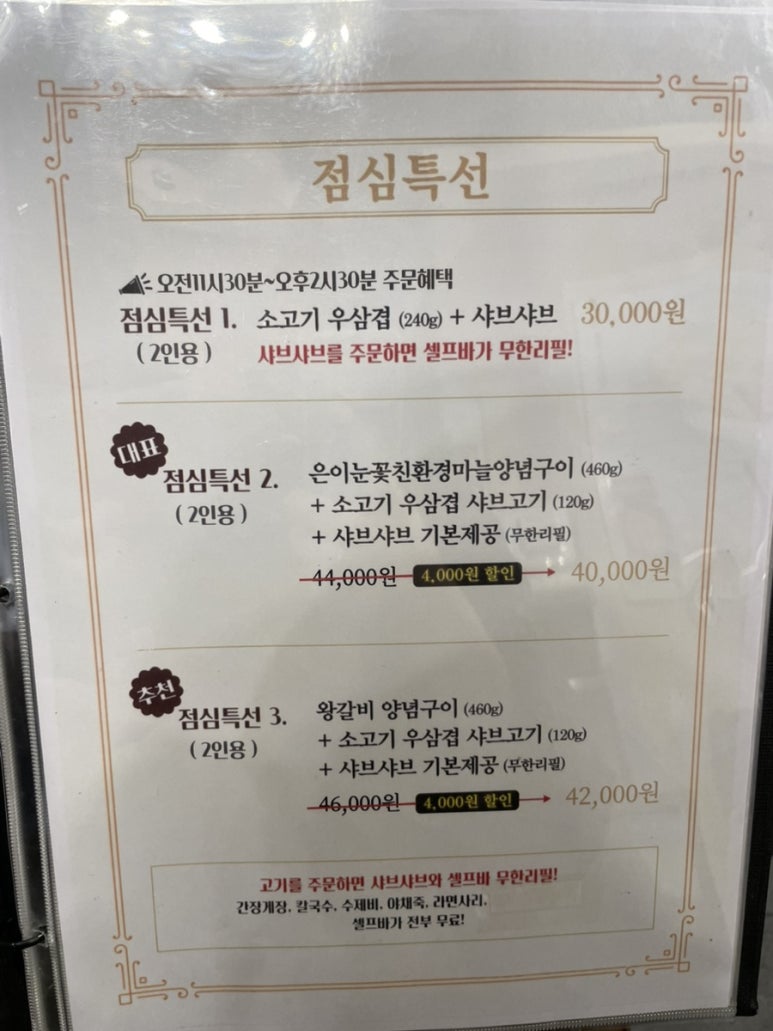 점심특선
오전11시30분~오후2시30분 주문혜택
점심특선 1. 소고기 우삼겹 (240g) + 샤브샤브 30,000원
(2인용) 샤브샤브를 주문하면 셀프바가 무한리필!
대표
점심특선 2. 은이눈꽃친환경마늘양념구이 (460g)
(2인용) + 소고기 우삼겹 샤브고기 (120g)
+ 샤브샤브 기본제공 (무한리필)
44,000원 4,000원 할인 40,000원
추천
점심특선 3. 왕갈비 양념구이 (460g)
(2인용) + 소고기 우삼겹 샤브고기 (120g)
+ 샤브샤브 기본제공 (무한리필)
46,000원 4,000원 할인 42,000원
고기를 주문하면 샤브샤브와 셀프바 무한리필!
간장게장, 칼국수, 수제비, 야채죽, 라면사리,
셀프바가 전부 무료!